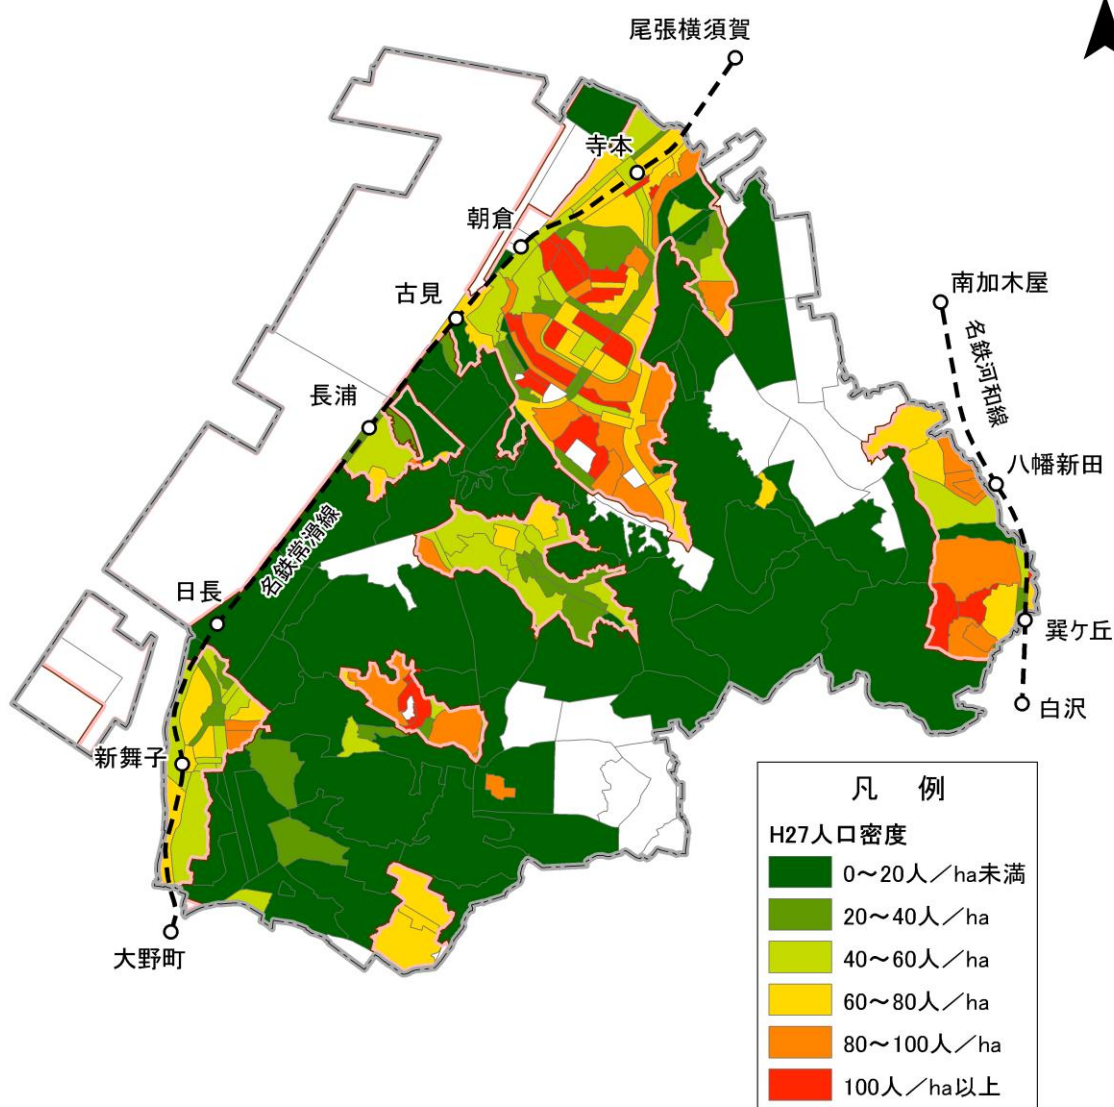 尾張横須賀
寺本
朝倉
古見
南加木屋
名鉄河和線
長浦
八幡新田
名鉄常滑線
日長
巽ケ丘
白沢
新舞子
大野町
凡 例
H27人口密度
0~20人/ha未満
20~40人/ha
40~60人/ha
60~80人/ha
80~100人/ha
100人/ha以上